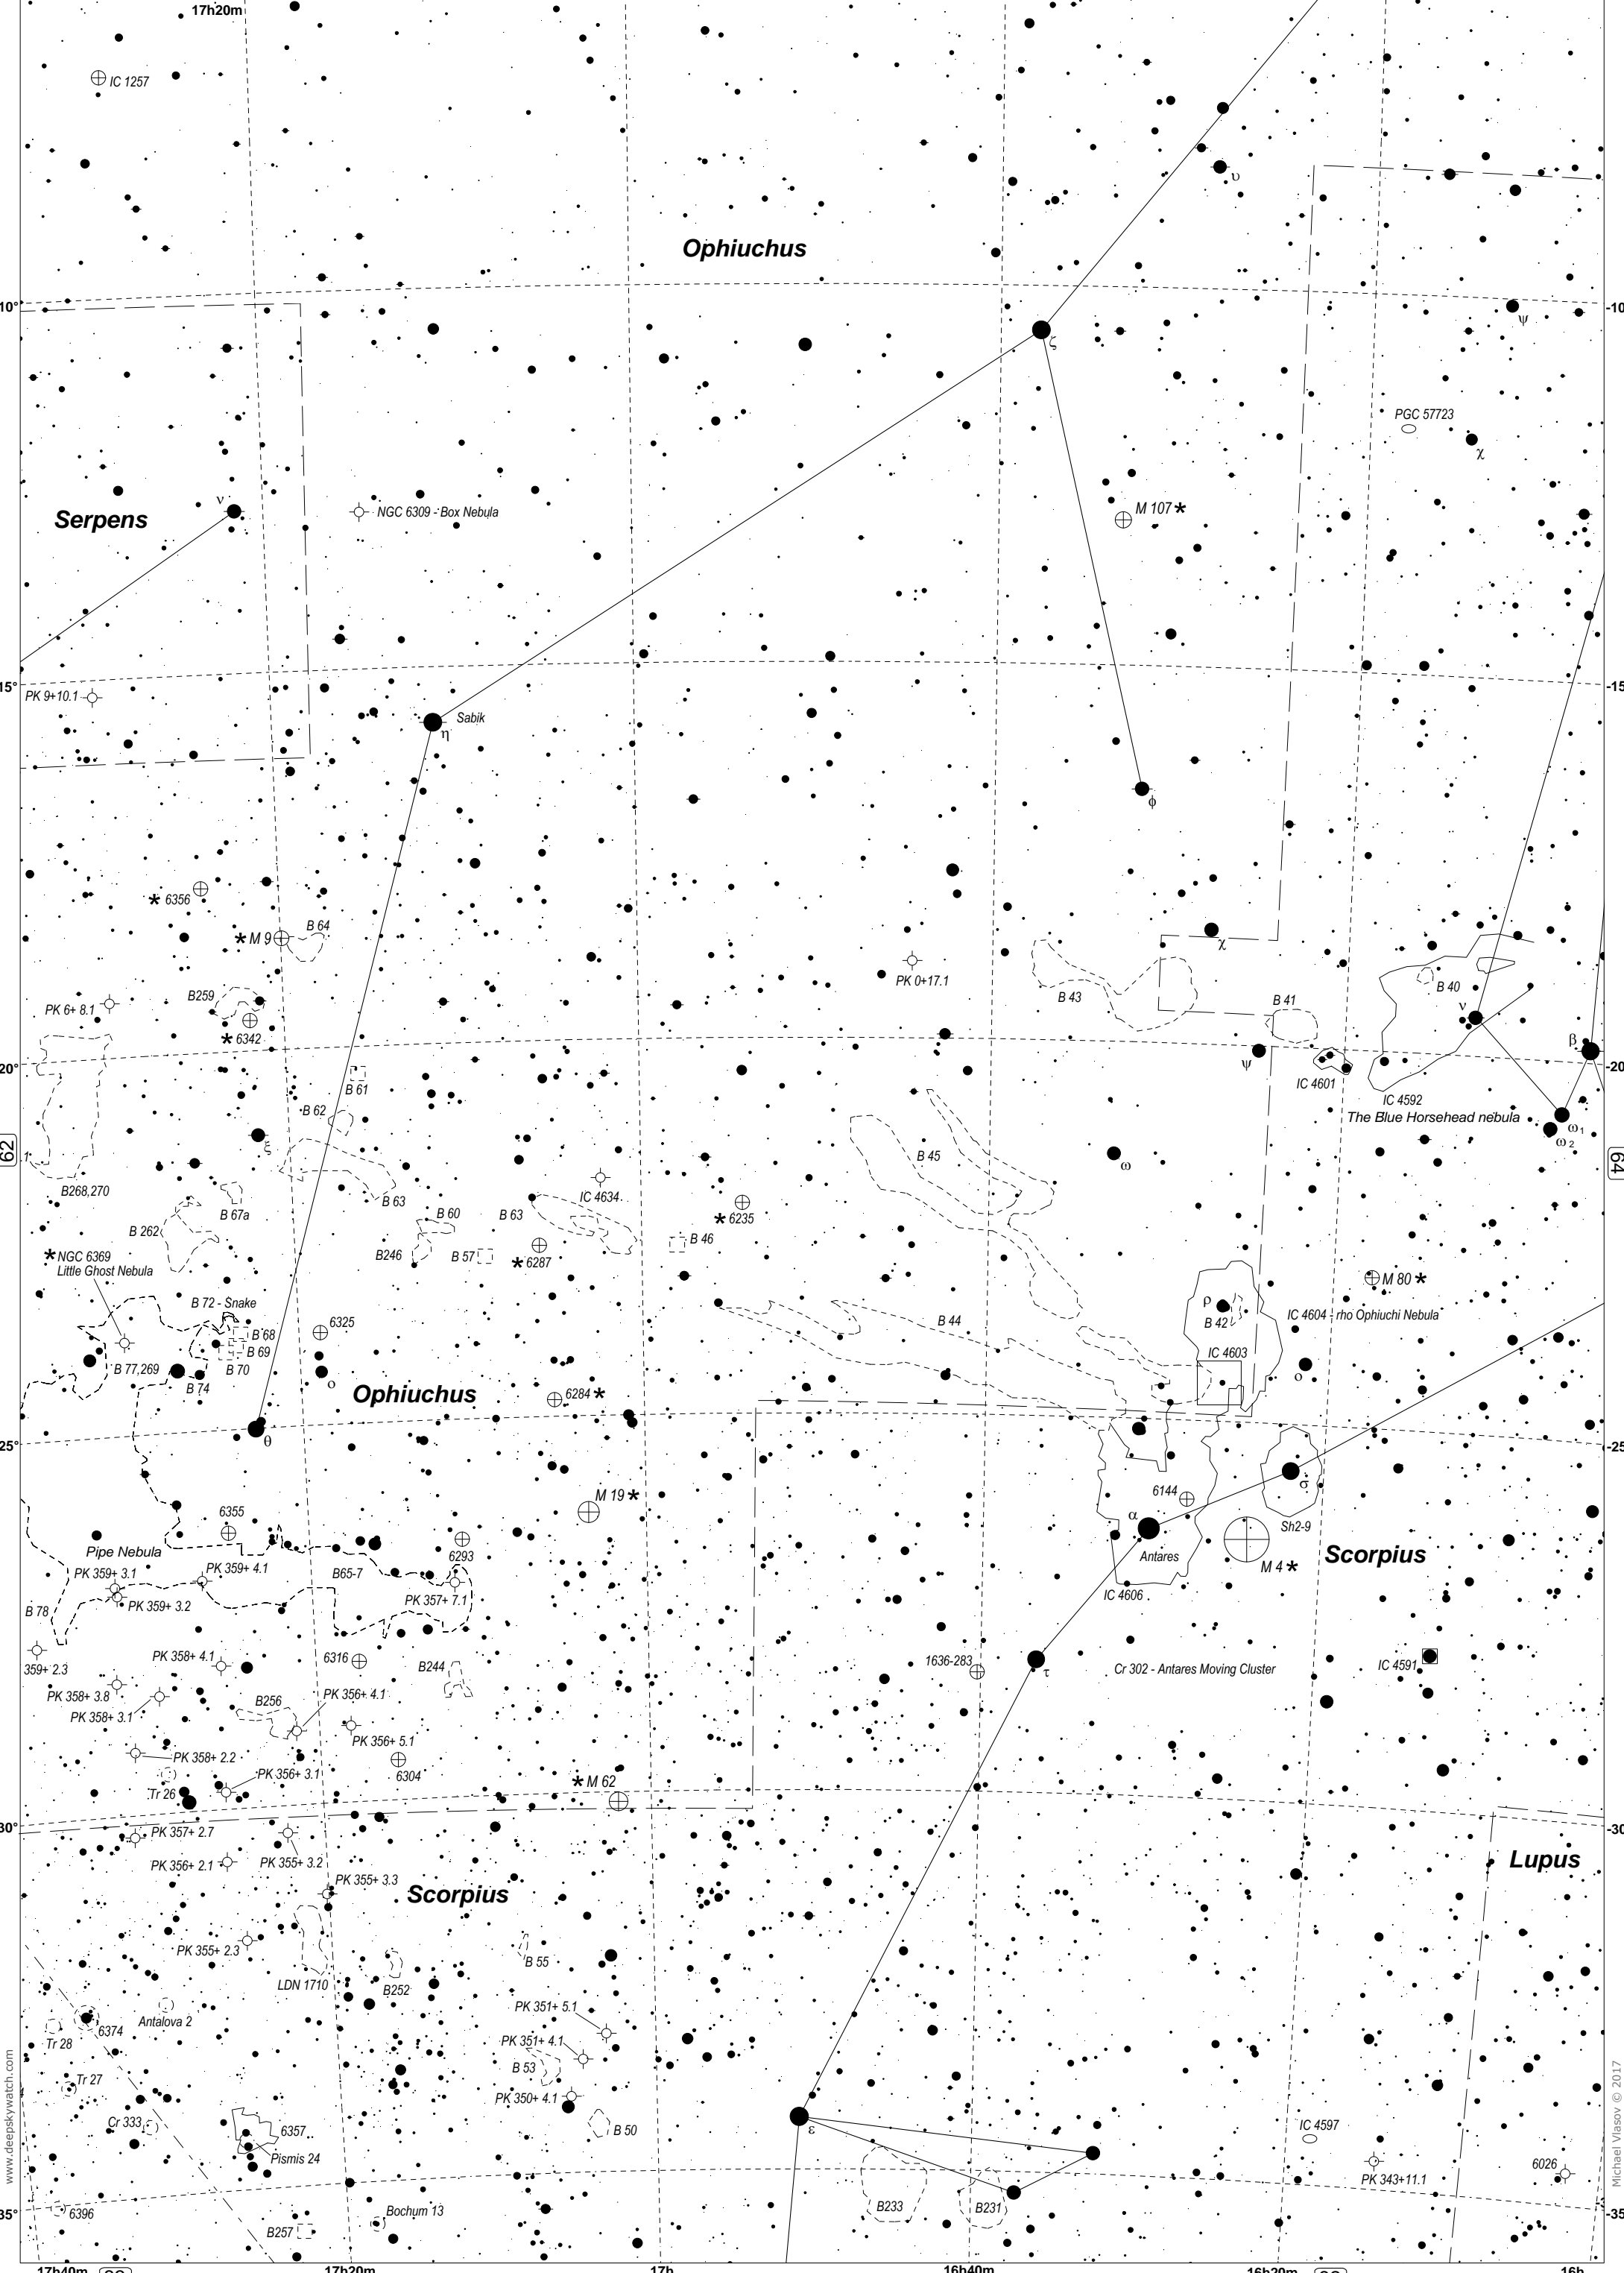 17h20m
IC 1257
υ
Ophiuchus
10°
-10°
ψ
ζ
PGC 57723
χ
ν
Serpens
NGC 6309 - Box Nebula
M 107 *
15°
-15°
PK 9+10.1
Sabik
η
φ
* 6356
* M 9
B 64
χ
PK 0+17.1
B 43
B 41
B 40
B259
PK 6+ 8.1
* 6342
ν
β
ψ
20°
-20
B 61
IC 4601
IC 4592
The Blue Horsehead nebula
B 62
ω1
ω2
62
ξ
B 45
ω
64
B268,270
B 63
IC 4634
B 67a
B 60
B 63
* 6235
B 262
B246
B 57
* 6287
B 46
* NGC 6369
Little Ghost Nebula
M 80 *
B 72 - Snake
ρ
B 42
IC 4604 - rho Ophiuchi Nebula
6325
B 68
B 69
B 44
IC 4603
B 77,269
B 70
B 74
ο
ο
Ophiuchus
6284 *
θ
25°
-25
σ
M 19 *
6144
6355
α
Sh2-9
Pipe Nebula
6293
Antares
Scorpius
M 4 *
PK 359+ 3.1
PK 359+ 4.1
B65-7
PK 357+ 7.1
IC 4606
B 78
PK 359+ 3.2
359+ 2.3
PK 358+ 4.1
6316
B244
1636-283
τ
Cr 302 - Antares Moving Cluster
IC 4591
PK 358+ 3.8
PK 358+ 3.1
B256
PK 356+ 4.1
PK 356+ 5.1
PK 358+ 2.2
PK 356+ 3.1
6304
* M 62
Tr 26
30°
-30
PK 357+ 2.7
PK 356+ 2.1
PK 355+ 3.2
Lupus
PK 355+ 3.3
Scorpius
PK 355+ 2.3
B 55
LDN 1710
B252
PK 351+ 5.1
Antalova 2
6374
Tr 28
PK 351+ 4.1
B 53
Tr 27
PK 350+ 4.1
Cr 333
6357
B 50
ε
IC 4597
Pismis 24
PK 343+11.1
6026
B233
B231
35°
-35
6396
Bochum 13
B257
17h40m
17h20m
17h
16h40m
16h20m
16h
www.deepskywatch.com
Michael Vlasov © 2017